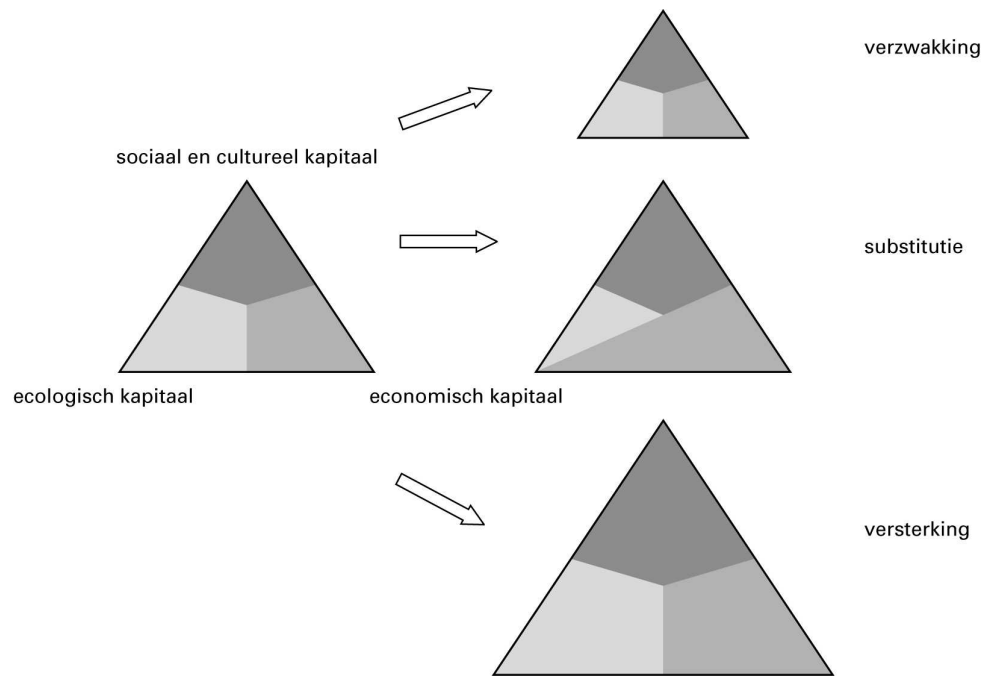 verzwakking
sociaal en cultureel kapitaal
substitutie
ecologisch kapitaal
economisch kapitaal
versterking